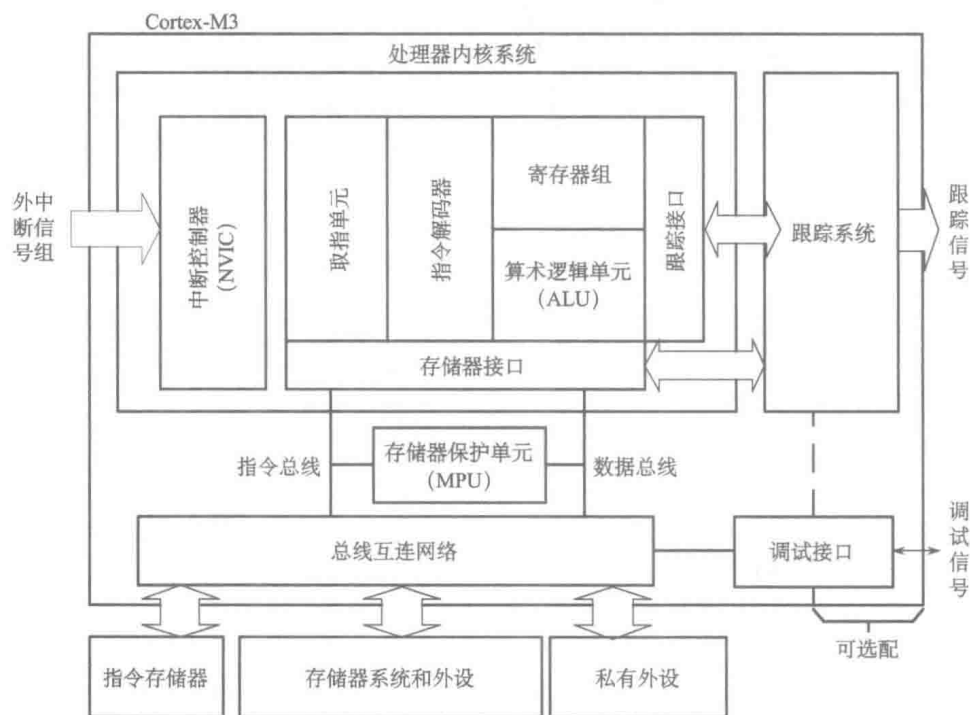 Cortex-M3
处理器内核系统
外中
断信
号组
中断控制器
(NVIC)
取指单元
指令解码器
寄存器组
算术逻辑单元
(ALU)
跟踪接口
跟踪系统
跟
踪
信
号
存储器接口
指令总线
存储器保护单元
(MPU)
数据总线
总线互连网络
调试接口
调
试
信
号
可选配
指令存储器
存储器系统和外设
私有外设